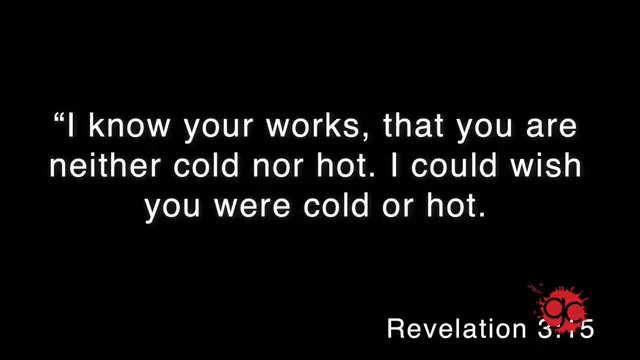 “I know your works, that you are
neither cold nor hot. I could wish
you were cold or hot.
gc
Revelation 3:15